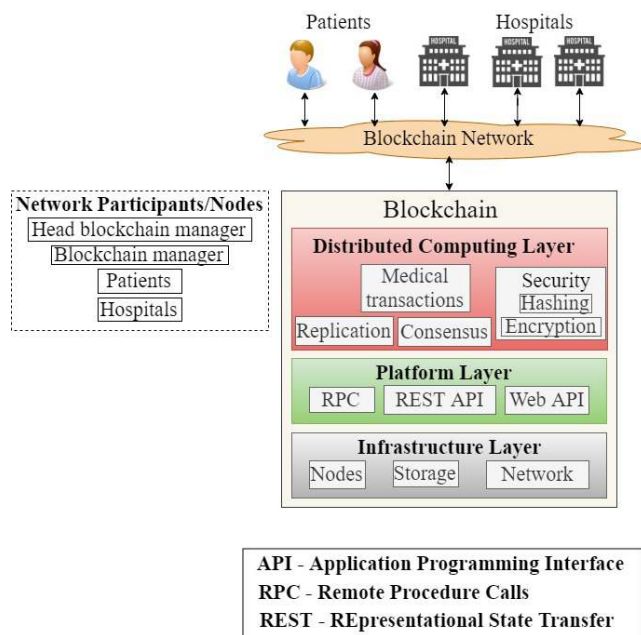 Patients
Hospitals
HOSPITAL
HOSPITAL
HOSPITAL
Blockchain Network
Network Participants/Nodes
Head blockchain manager
Blockchain manager
Patients
Hospitals
Blockchain
Distributed Computing Layer
Medical
transactions
Security
Hashing
Encryption
Replication
Consensus
Platform Layer
RPC
REST API
Web API
Infrastructure Layer
Nodes
Storage
Network
API - Application Programming Interface
RPC - Remote Procedure Calls
REST - REpresentational State Transfer